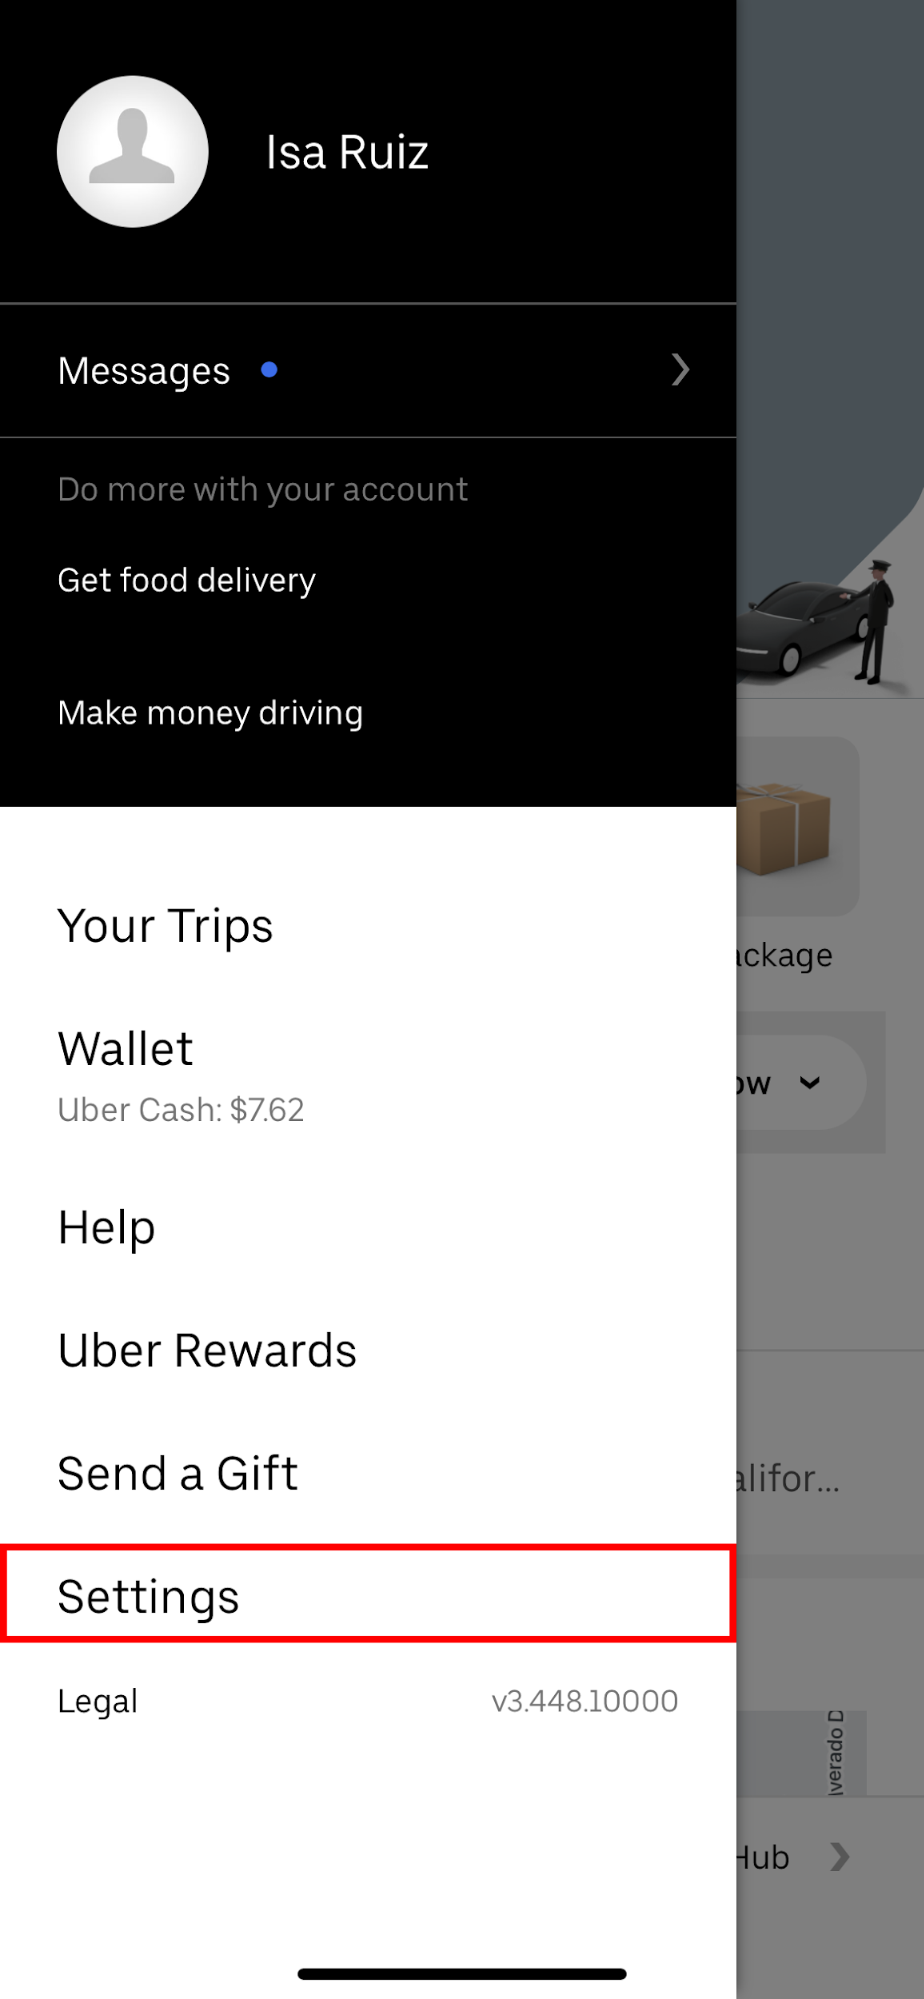 Isa Ruiz
Messages
Do more with your account
Get food delivery
Make money driving
Your Trips
ackage
Wallet
ow
Uber Cash: $7.62
Help
Uber Rewards
Send a Gift
alifor...
Settings
Legal
v3.448.10000
lverado D
Hub